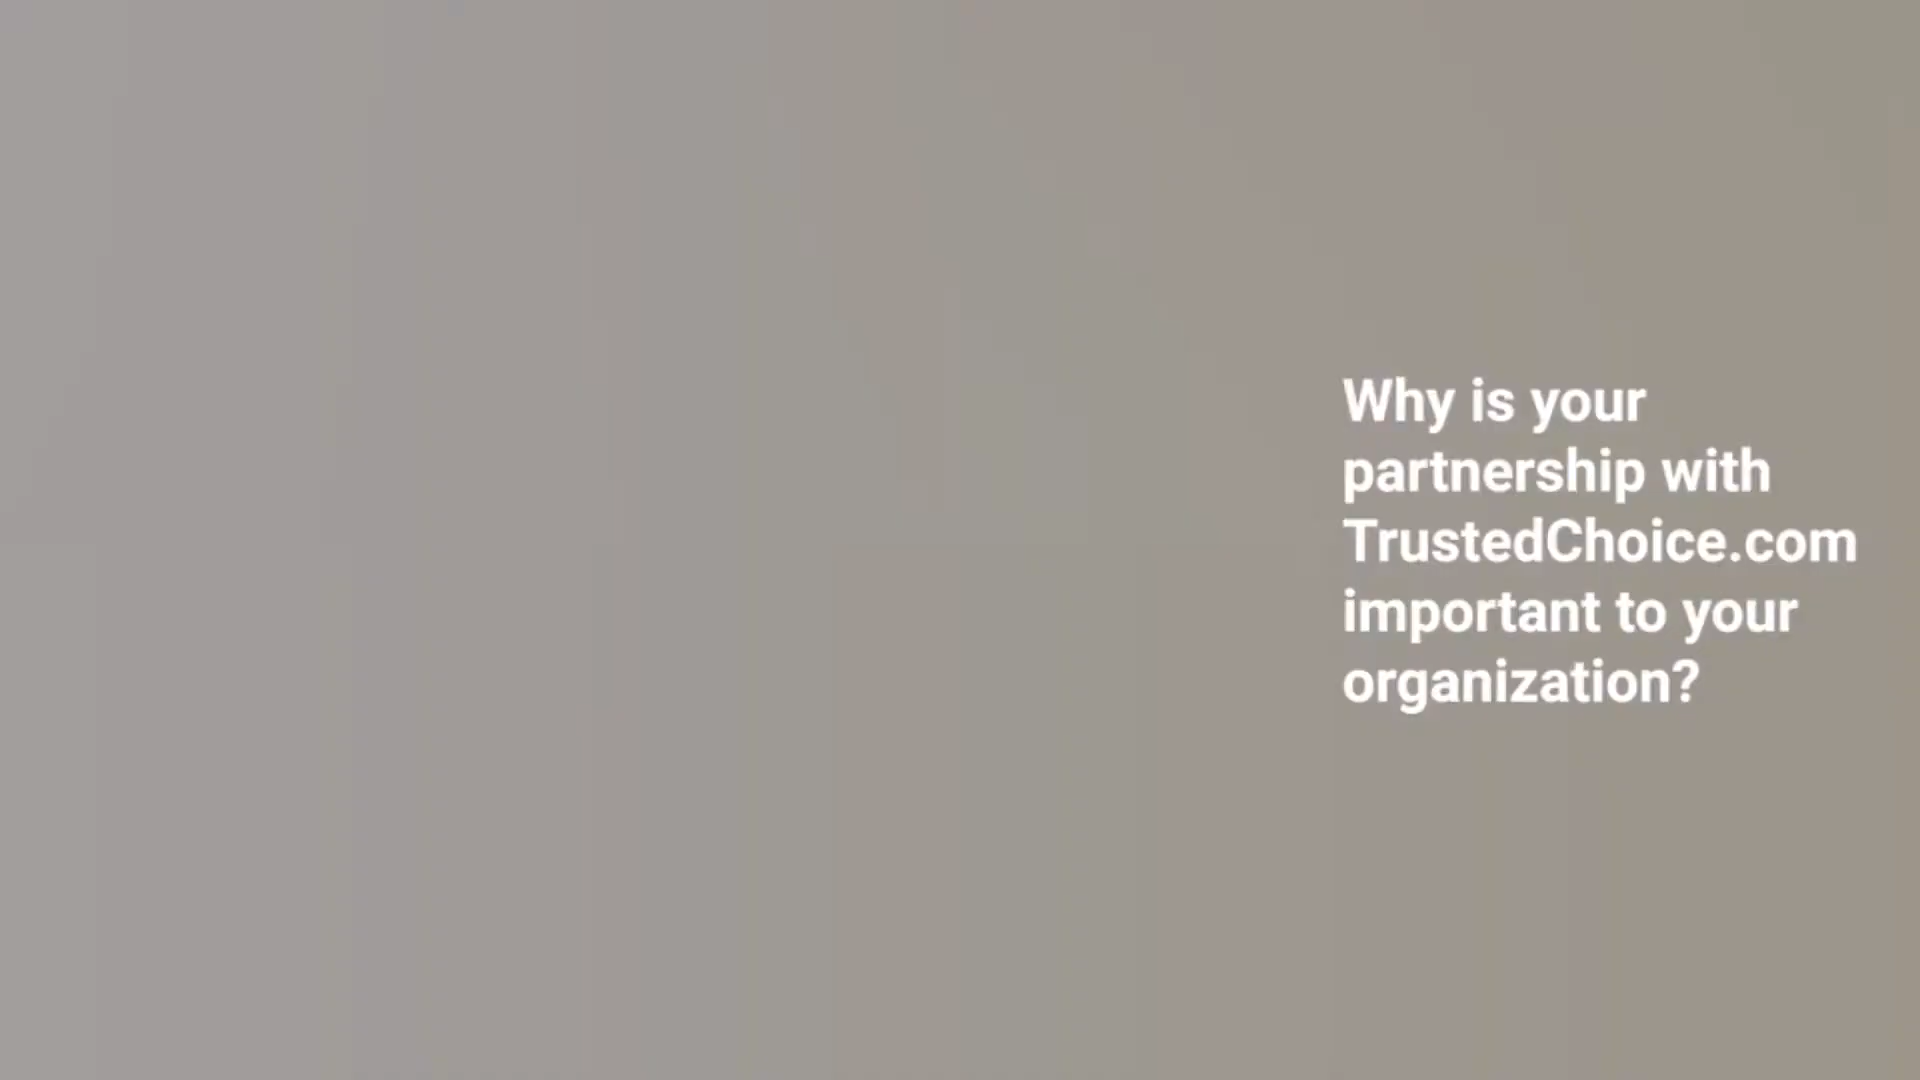 Why is your
partnership with
TrustedChoice.com
important to your
organization?